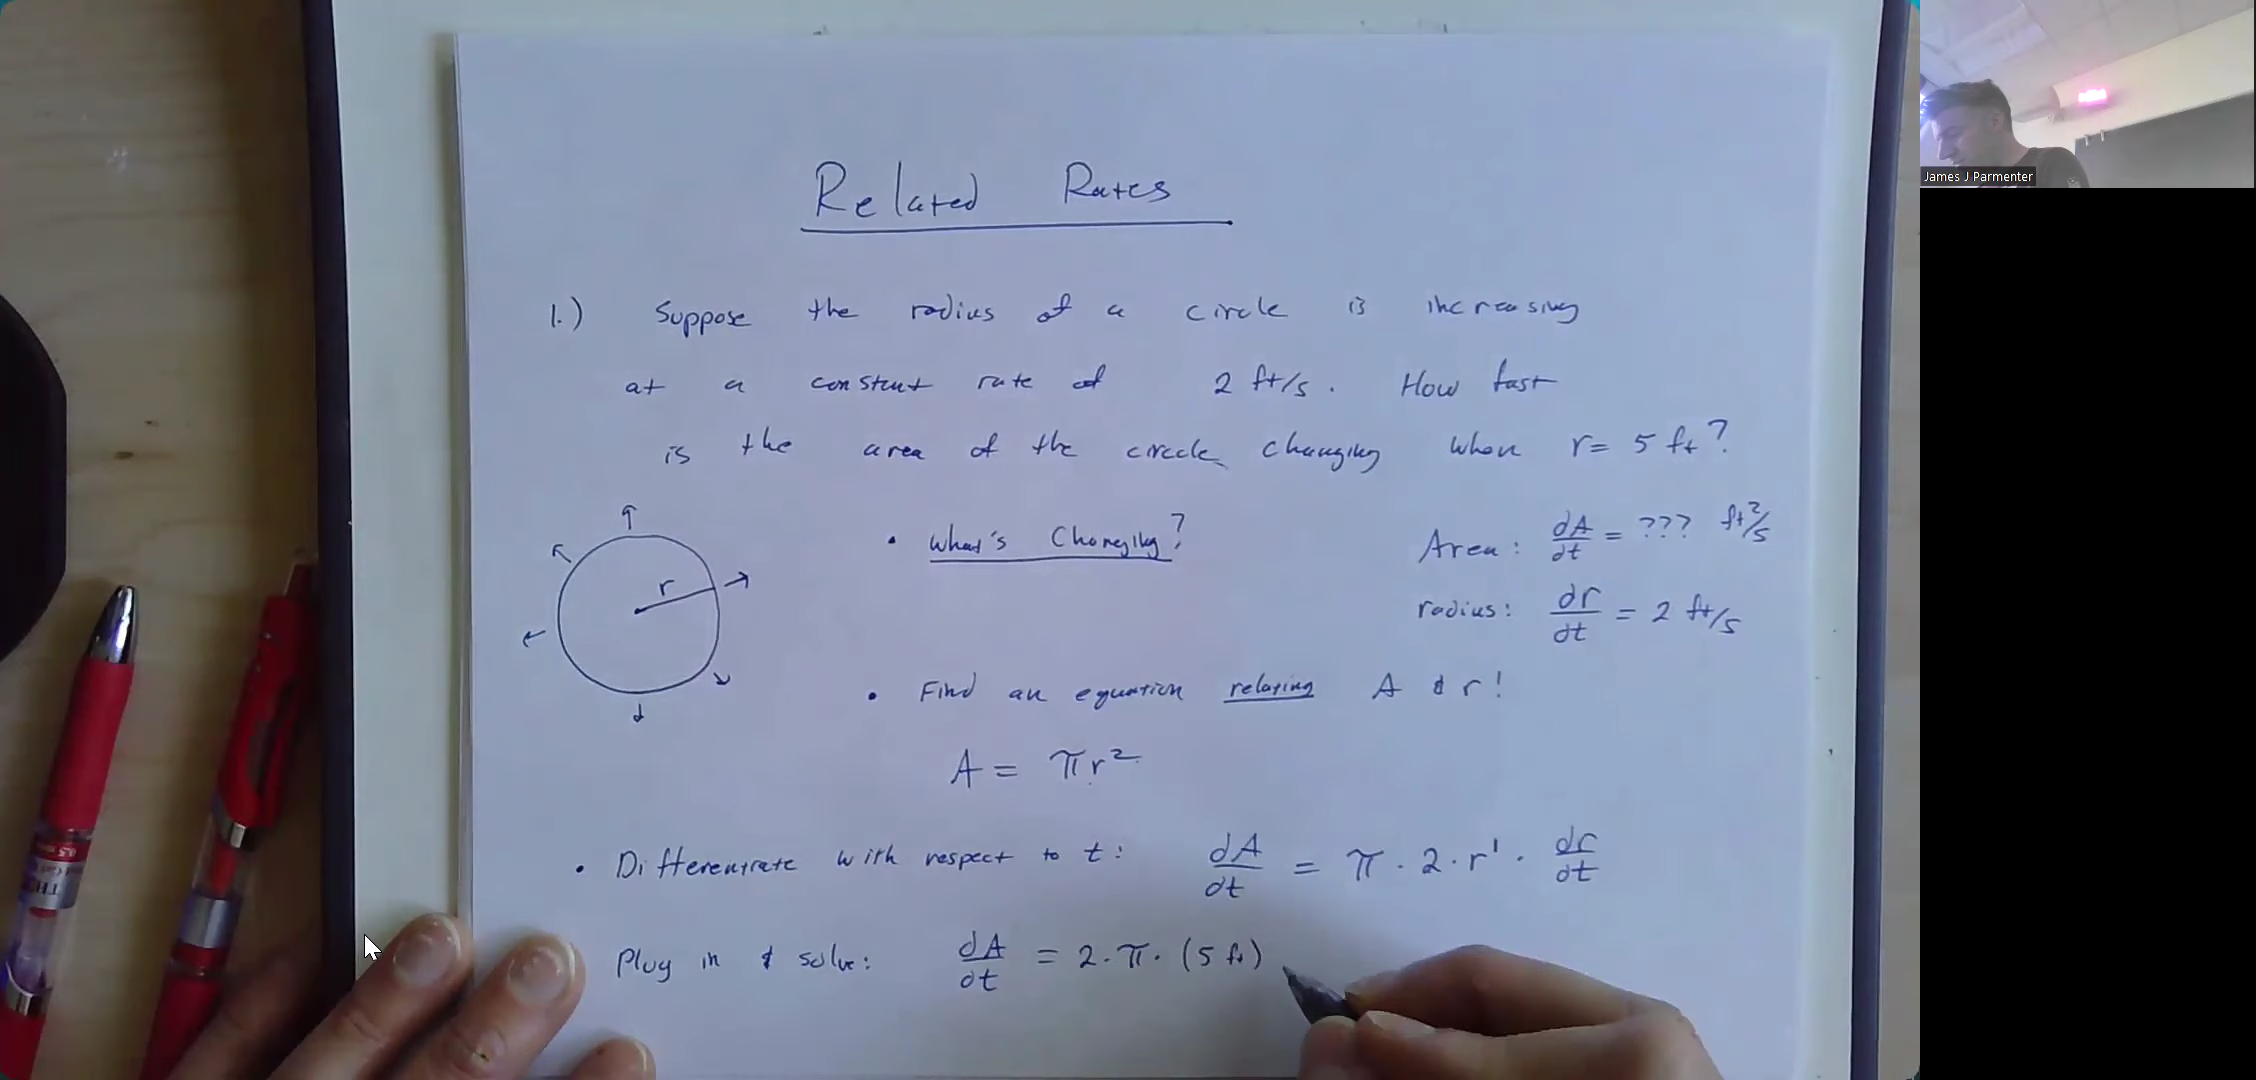 Related Rates
1.) Suppose the radius of a circle is increasing
at a constant rate of 2 ft/s. How fast
is the area of the circle changing when r = 5 ft?
• What's Changing?
Area: dA/dt = ??? ft²/s
radius: dr/dt = 2 ft/s
r
• Find an equation relating A & r!
A = πr²
• Differentiate with respect to t: dA/dt = π · 2 · r¹ · dr/dt
Plug in & solve: dA/dt = 2 · π · (5 ft)
James J Parmenter